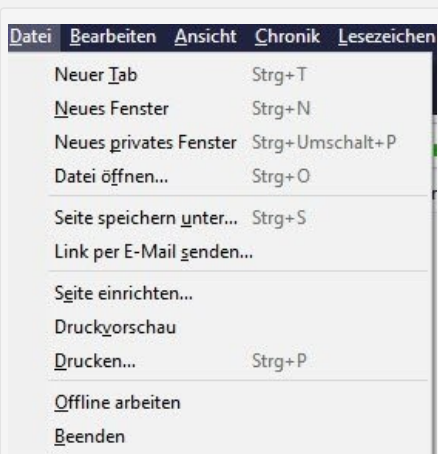 Datei Bearbeiten Ansicht Chronik Lesezeichen
Neuer Tab Strg+T
Neues Fenster Strg+N
Neues privates Fenster Strg+Umschalt+P
Datei öffnen... Strg+O
Seite speichern unter... Strg+S
Link per E-Mail senden...
Seite einrichten...
Druckvorschau
Drucken... Strg+P
Offline arbeiten
Beenden